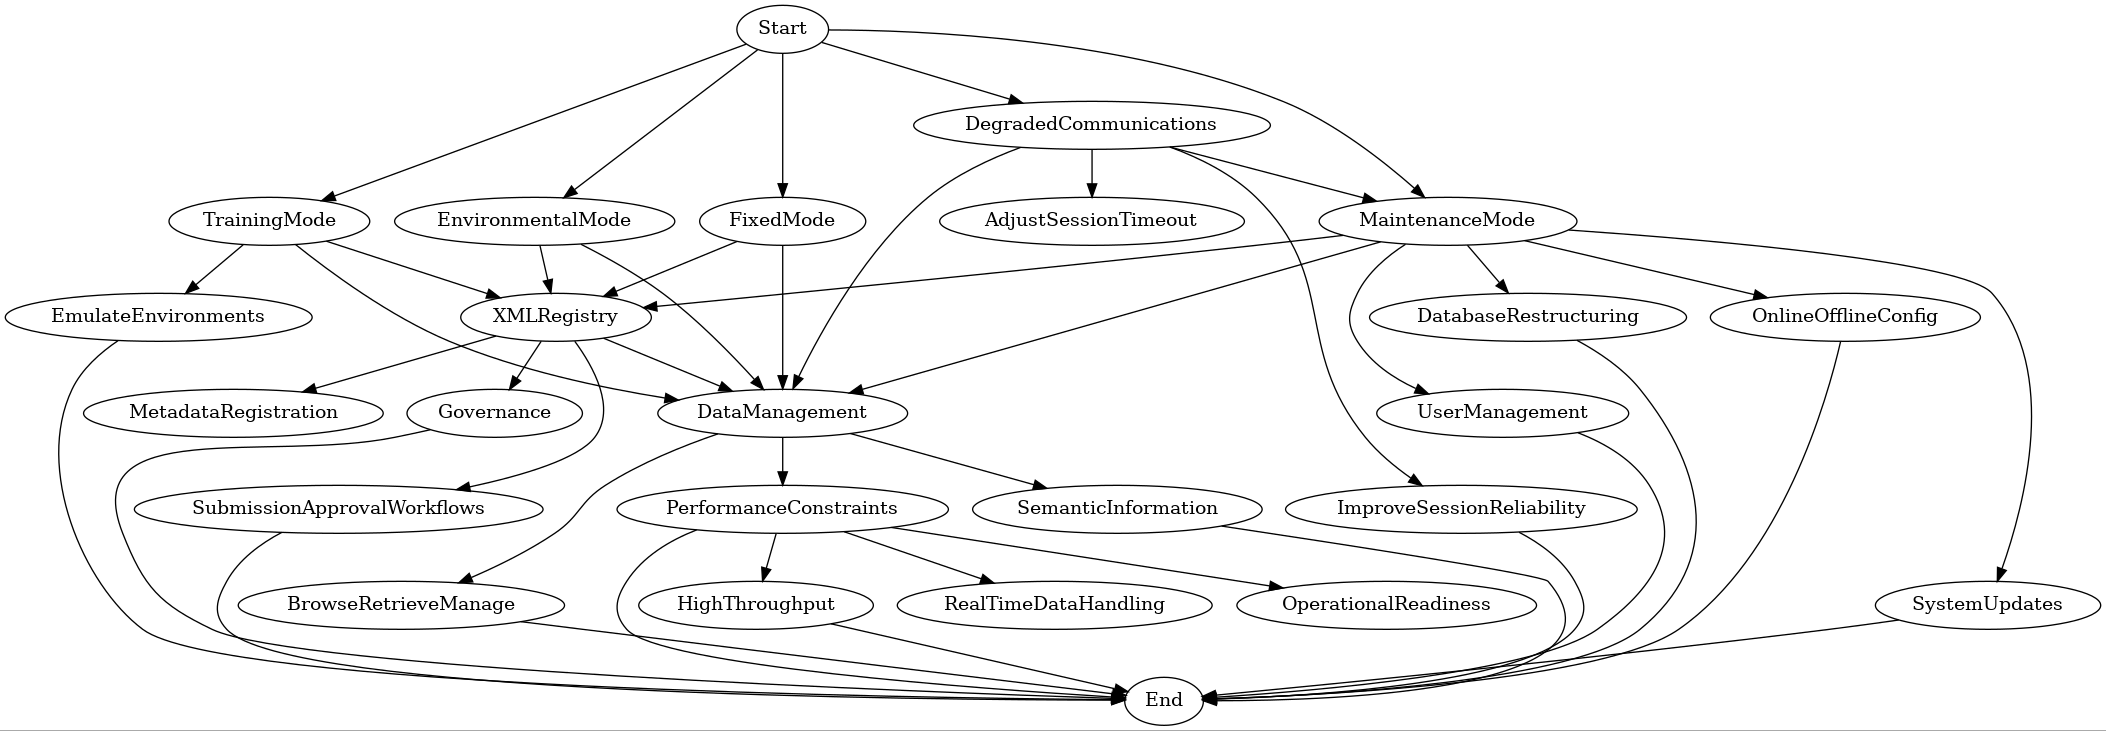 Start
DegradedCommunications
TrainingMode
EnvironmentalMode
FixedMode
AdjustSessionTimeout
MaintenanceMode
EmulateEnvironments
XMLRegistry
DatabaseRestructuring
OnlineOfflineConfig
MetadataRegistration
Governance
DataManagement
UserManagement
SubmissionApprovalWorkflows
PerformanceConstraints
SemanticInformation
ImproveSessionReliability
BrowseRetrieveManage
HighThroughput
RealTimeDataHandling
OperationalReadiness
SystemUpdates
End